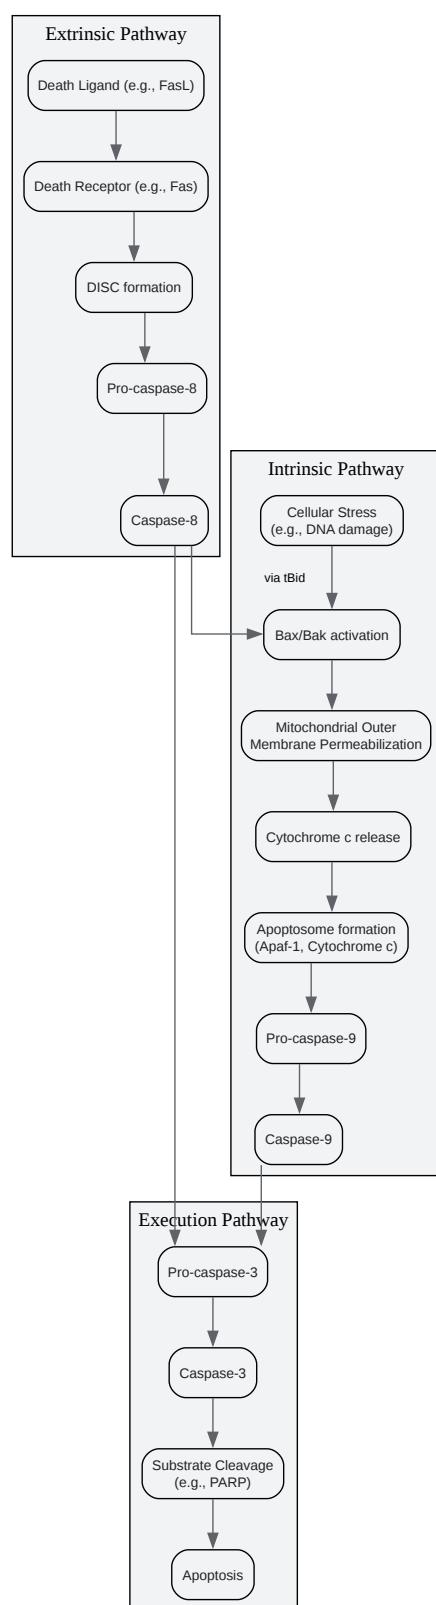 Extrinsic Pathway
Death Ligand (e.g., FasL)
Death Receptor (e.g., Fas)
DISC formation
Pro-caspase-8
Caspase-8
Intrinsic Pathway
Cellular Stress
(e.g., DNA damage)
via tBid
Bax/Bak activation
Mitochondrial Outer
Membrane Permeabilization
Cytochrome c release
Apoptosome formation
(Apaf-1, Cytochrome c)
Pro-caspase-9
Caspase-9
Execution Pathway
Pro-caspase-3
Caspase-3
Substrate Cleavage
(e.g., PARP)
Apoptosis